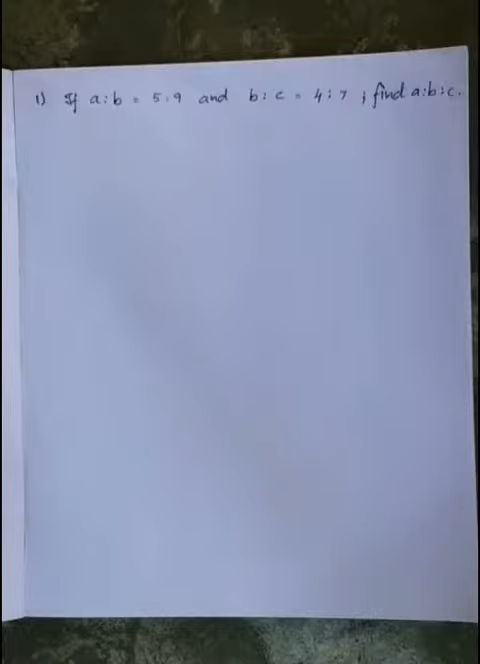 1) If a:b = 5:9 and b:c = 4:7 ; find a:b:c.